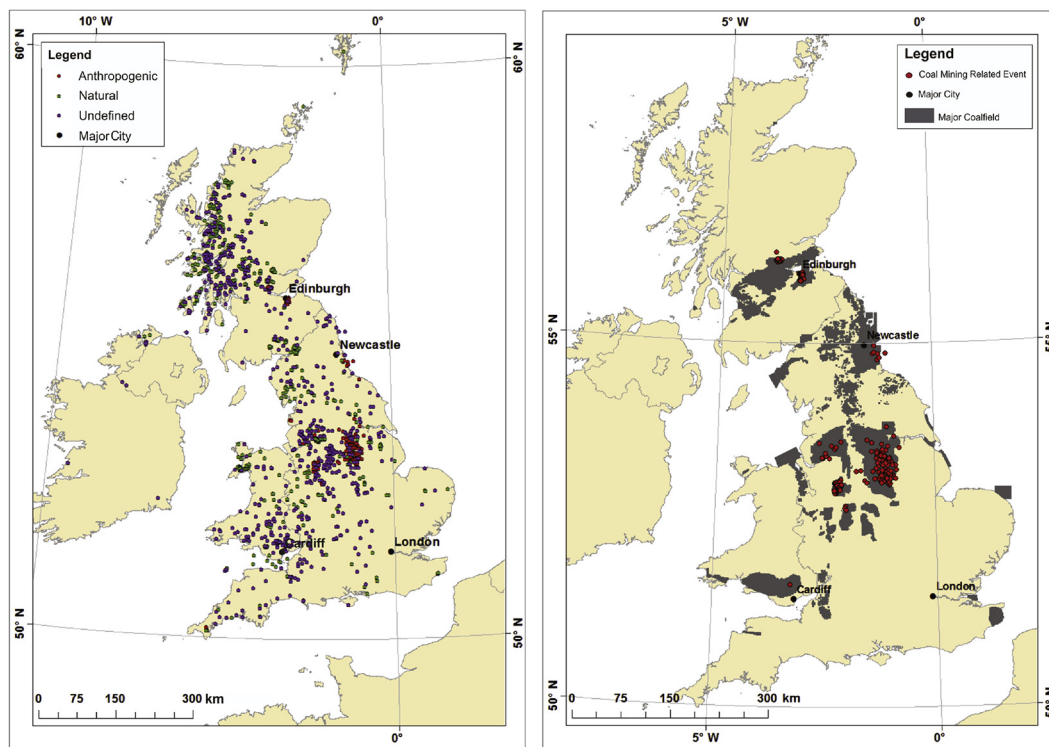 10° W 0°
60° N
60° N
Legend
Anthropogenic
Natural
Undefined
Major City
Edinburgh
Newcastle
Cardiff
London
50° N
50° N
0 75 150 300 km
0°
5° W 0°
Legend
Coal Mining Related Event
Major City
Major Coalfield
Edinburgh
55° N
Newcastle
55° N
London
Cardiff
50° N
50° N
0 75 150 300 km
5° W 0°